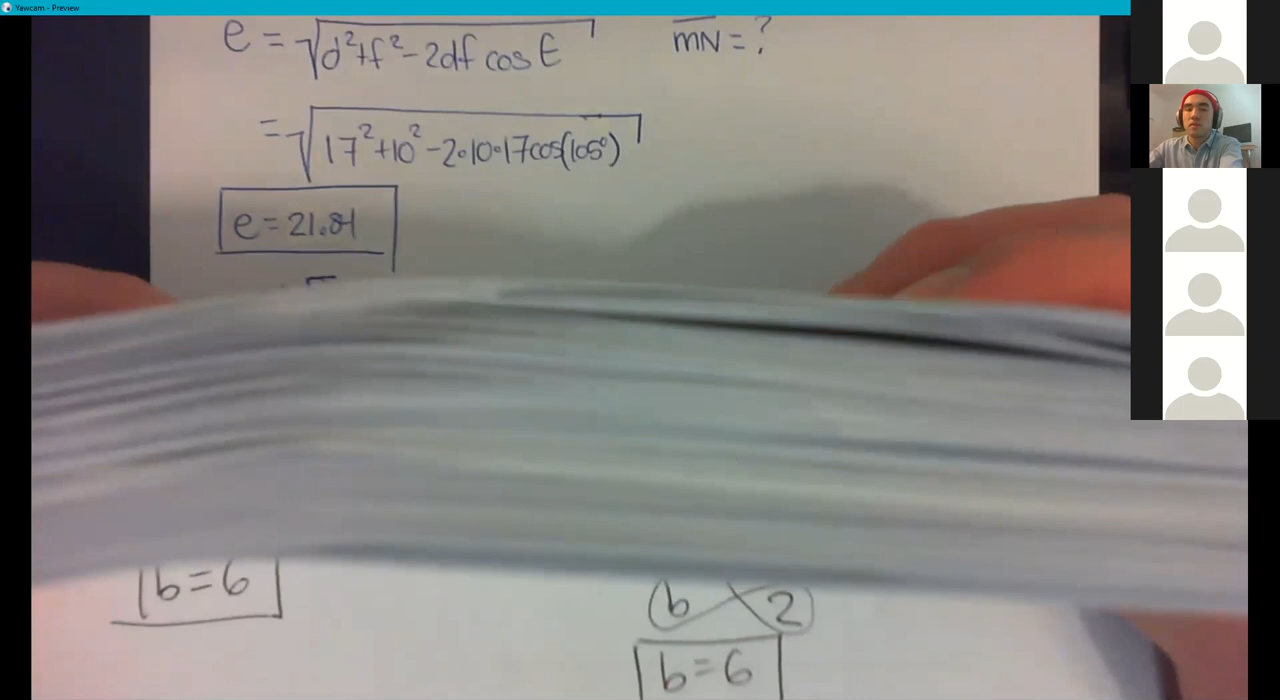 Yawcam - Preview
e = √d²+f²-2df cos E
mN = ?
= √17²+10²-2·10·17cos(105°)
e = 21.81
b=6
(b 2)
b=6